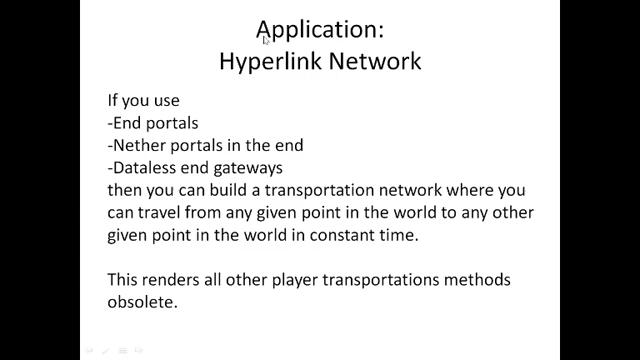 Application:
Hyperlink Network
If you use
-End portals
-Nether portals in the end
-Dataless end gateways
then you can build a transportation network where you
can travel from any given point in the world to any other
given point in the world in constant time.
This renders all other player transportations methods
obsolete.